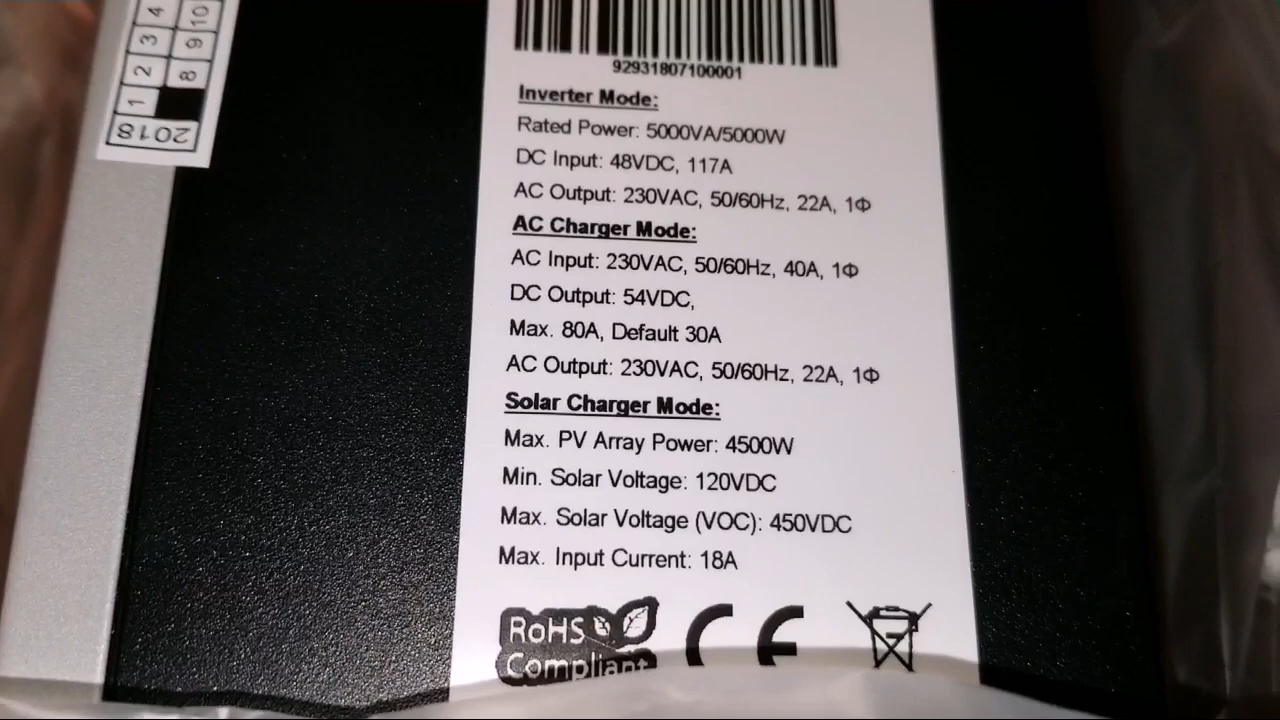 4 10
3 9
2 8
1
2018
92931807100001
Inverter Mode:
Rated Power: 5000VA/5000W
DC Input: 48VDC, 117A
AC Output: 230VAC, 50/60Hz, 22A, 1Φ
AC Charger Mode:
AC Input: 230VAC, 50/60Hz, 40A, 1Φ
DC Output: 54VDC,
Max. 80A, Default 30A
AC Output: 230VAC, 50/60Hz, 22A, 1Φ
Solar Charger Mode:
Max. PV Array Power: 4500W
Min. Solar Voltage: 120VDC
Max. Solar Voltage (VOC): 450VDC
Max. Input Current: 18A
RoHS
Compliant
CE